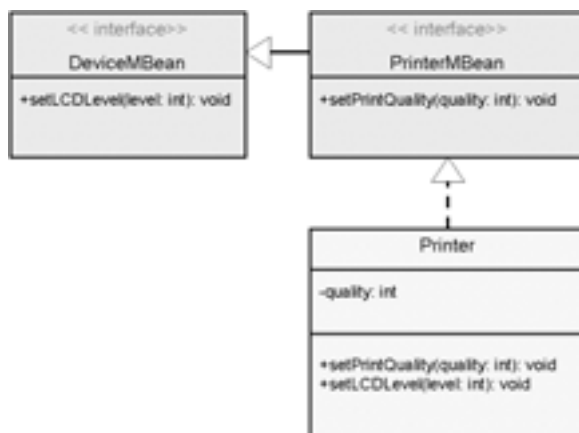 << interface>>
DeviceMBean
+setLCDLevel(level: int): void
<< interface>>
PrinterMBean
+setPrintQuality(quality: int): void
Printer
-quality: int
+setPrintQuality(quality: int): void
+setLCDLevel(level: int): void